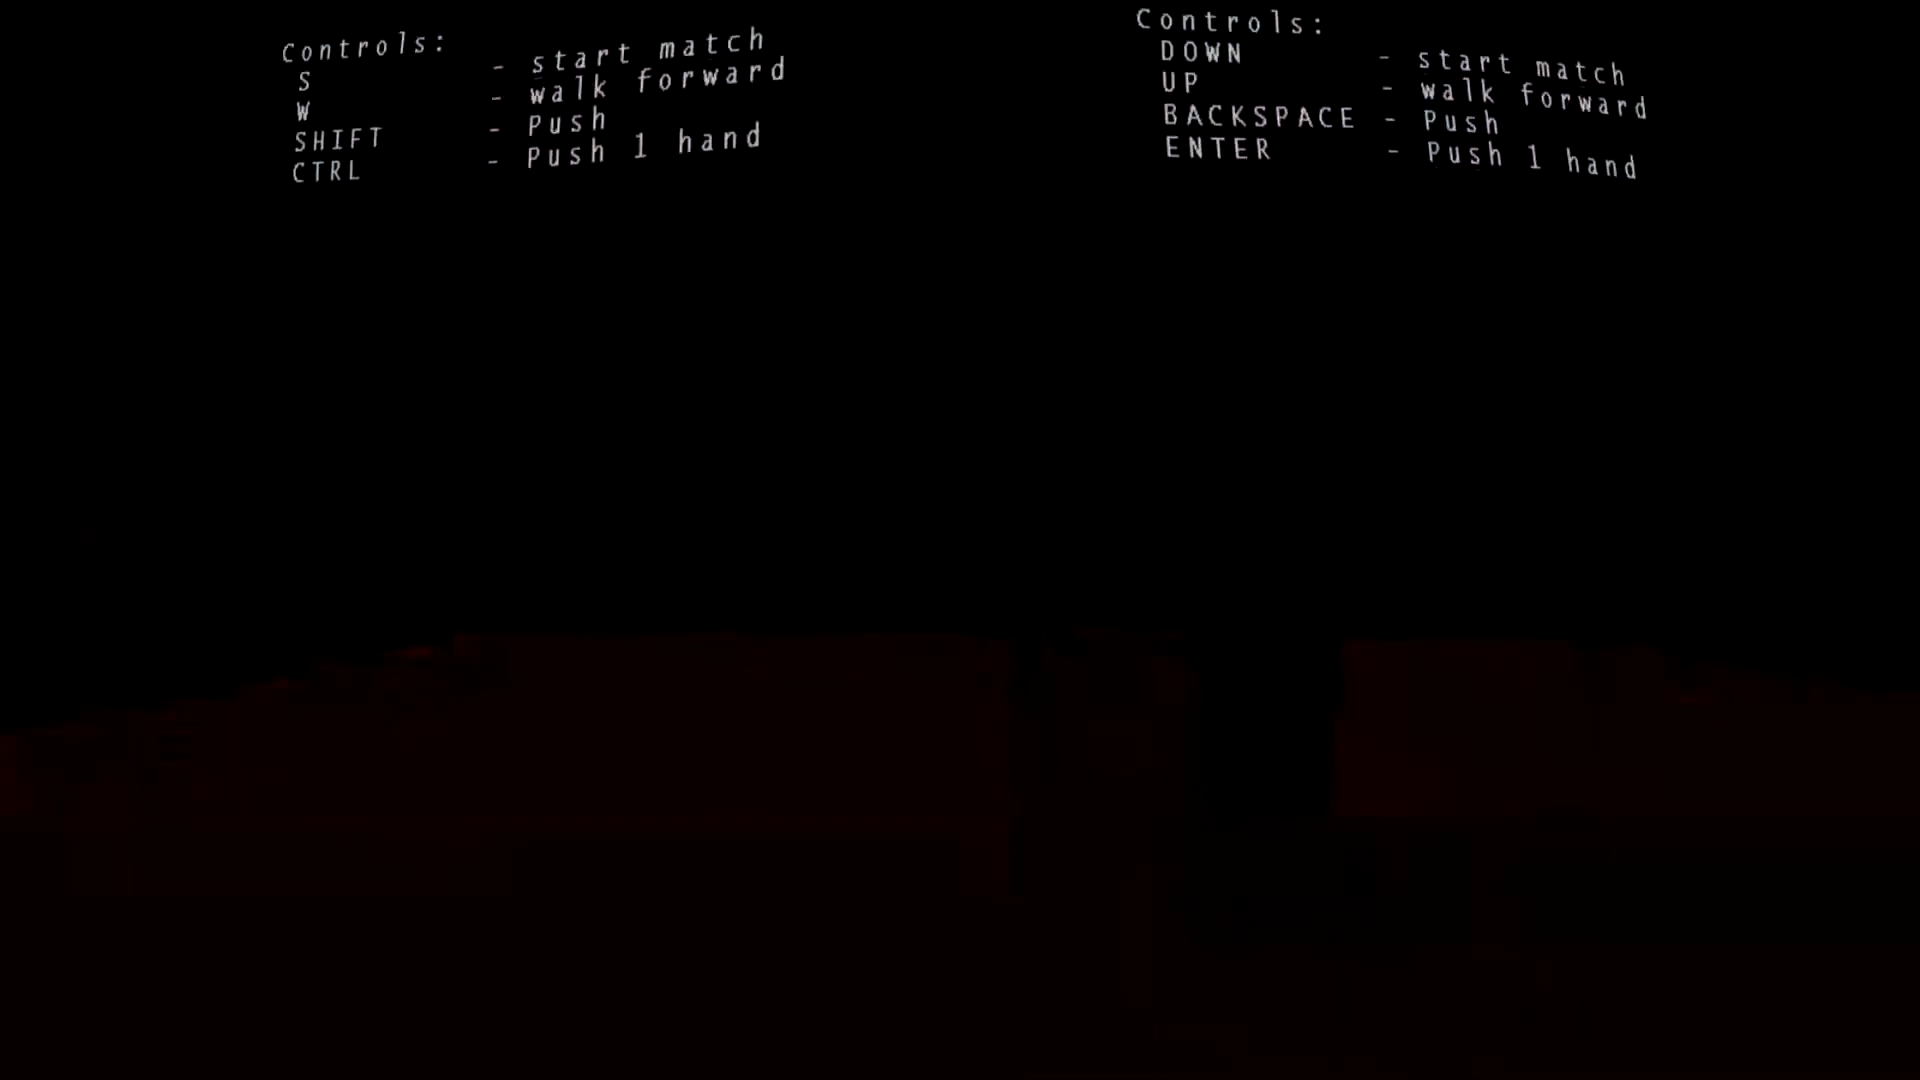 Controls:
S - start match
W - walk forward
SHIFT - Push
CTRL - Push 1 hand
Controls:
DOWN - start match
UP - walk forward
BACKSPACE - Push
ENTER - Push 1 hand